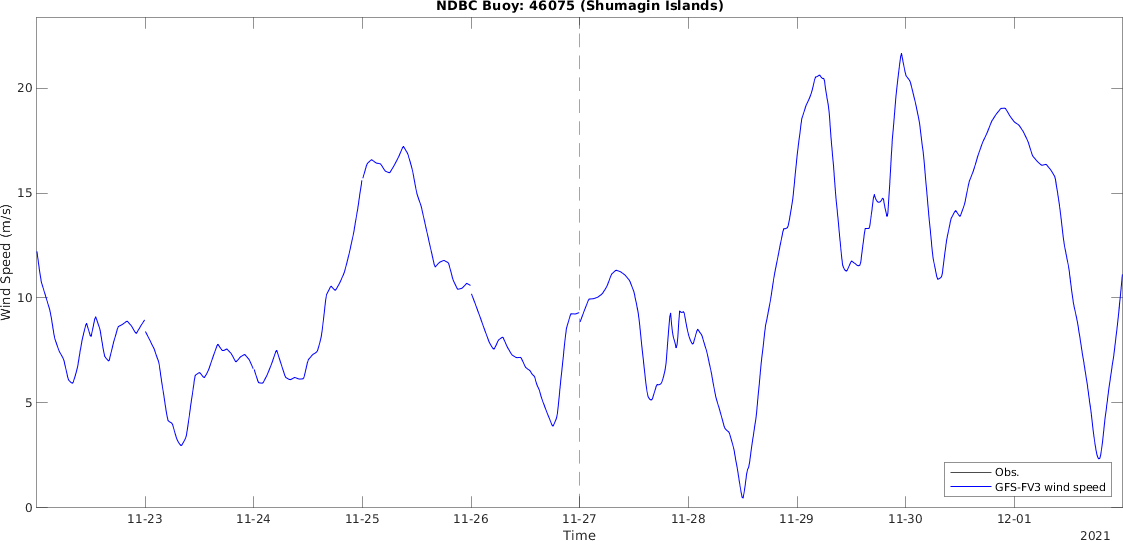 NDBC Buoy: 46075 (Shumagin Islands)
20
15
10
5
0
Wind Speed (m/s)
11-23 11-24 11-25 11-26 11-27 11-28 11-29 11-30 12-01
Time
2021
Obs.
GFS-FV3 wind speed